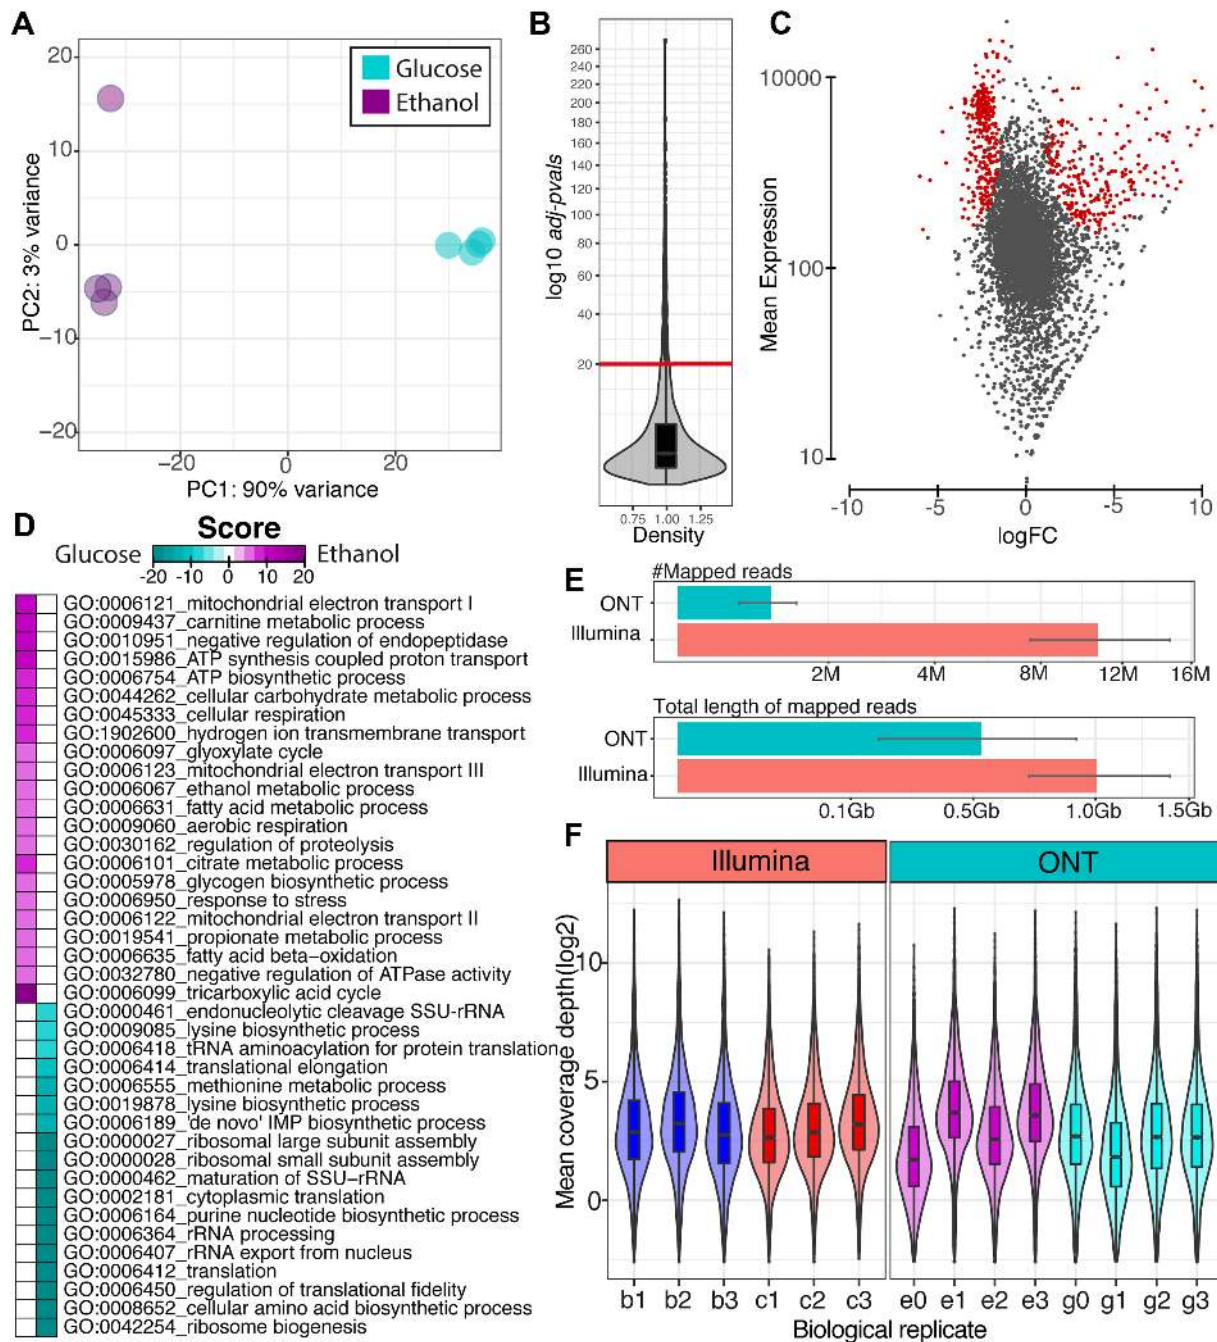 A
20
10
0
−10
−20
PC2: 3% variance
Glucose
Ethanol
−20
0
20
PC1: 90% variance
B
260
240
220
200
180
160
140
120
100
80
60
40
20
log10 adj-pvals
0.75
1.00
1.25
Density
C
10000
100
10
Mean Expression
-10
-5
0
-5
10
logFC
D
Score
Glucose
Ethanol
-20
-10
0
10
20
GO:0006121_mitochondrial electron transport I
GO:0009437_carnitine metabolic process
GO:0010951_negative regulation of endopeptidase
GO:0015986_ATP synthesis coupled proton transport
GO:0006754_ATP biosynthetic process
GO:0044262_cellular carbohydrate metabolic process
GO:0045333_cellular respiration
GO:1902600_hydrogen ion transmembrane transport
GO:0006097_glyoxylate cycle
GO:0006123_mitochondrial electron transport III
GO:0006067_ethanol metabolic process
GO:0006631_fatty acid metabolic process
GO:0009060_aerobic respiration
GO:0030162_regulation of proteolysis
GO:0006101_citrate metabolic process
GO:0005978_glycogen biosynthetic process
GO:0006950_response to stress
GO:0006122_mitochondrial electron transport II
GO:0019541_propionate metabolic process
GO:0006635_fatty acid beta−oxidation
GO:0032780_negative regulation of ATPase activity
GO:0006099_tricarboxylic acid cycle
GO:0000461_endonucleolytic cleavage SSU-rRNA
GO:0009085_lysine biosynthetic process
GO:0006418_tRNA aminoacylation for protein translation
GO:0006414_translational elongation
GO:0006555_methionine metabolic process
GO:0019878_lysine biosynthetic process
GO:0006189_'de novo' IMP biosynthetic process
GO:0000027_ribosomal large subunit assembly
GO:0000028_ribosomal small subunit assembly
GO:0000462_maturation of SSU−rRNA
GO:0002181_cytoplasmic translation
GO:0006164_purine nucleotide biosynthetic process
GO:0006364_rRNA processing
GO:0006407_rRNA export from nucleus
GO:0006412_translation
GO:0006450_regulation of translational fidelity
GO:0008652_cellular amino acid biosynthetic process
GO:0042254_ribosome biogenesis
E
#Mapped reads
ONT
Illumina
2M
4M
8M
12M
16M
Total length of mapped reads
ONT
Illumina
0.1Gb
0.5Gb
1.0Gb
1.5Gb
F
Illumina
ONT
10
5
0
Mean coverage depth(log2)
b1
b2
b3
c1
c2
c3
e0
e1
e2
e3
g0
g1
g2
g3
Biological replicate